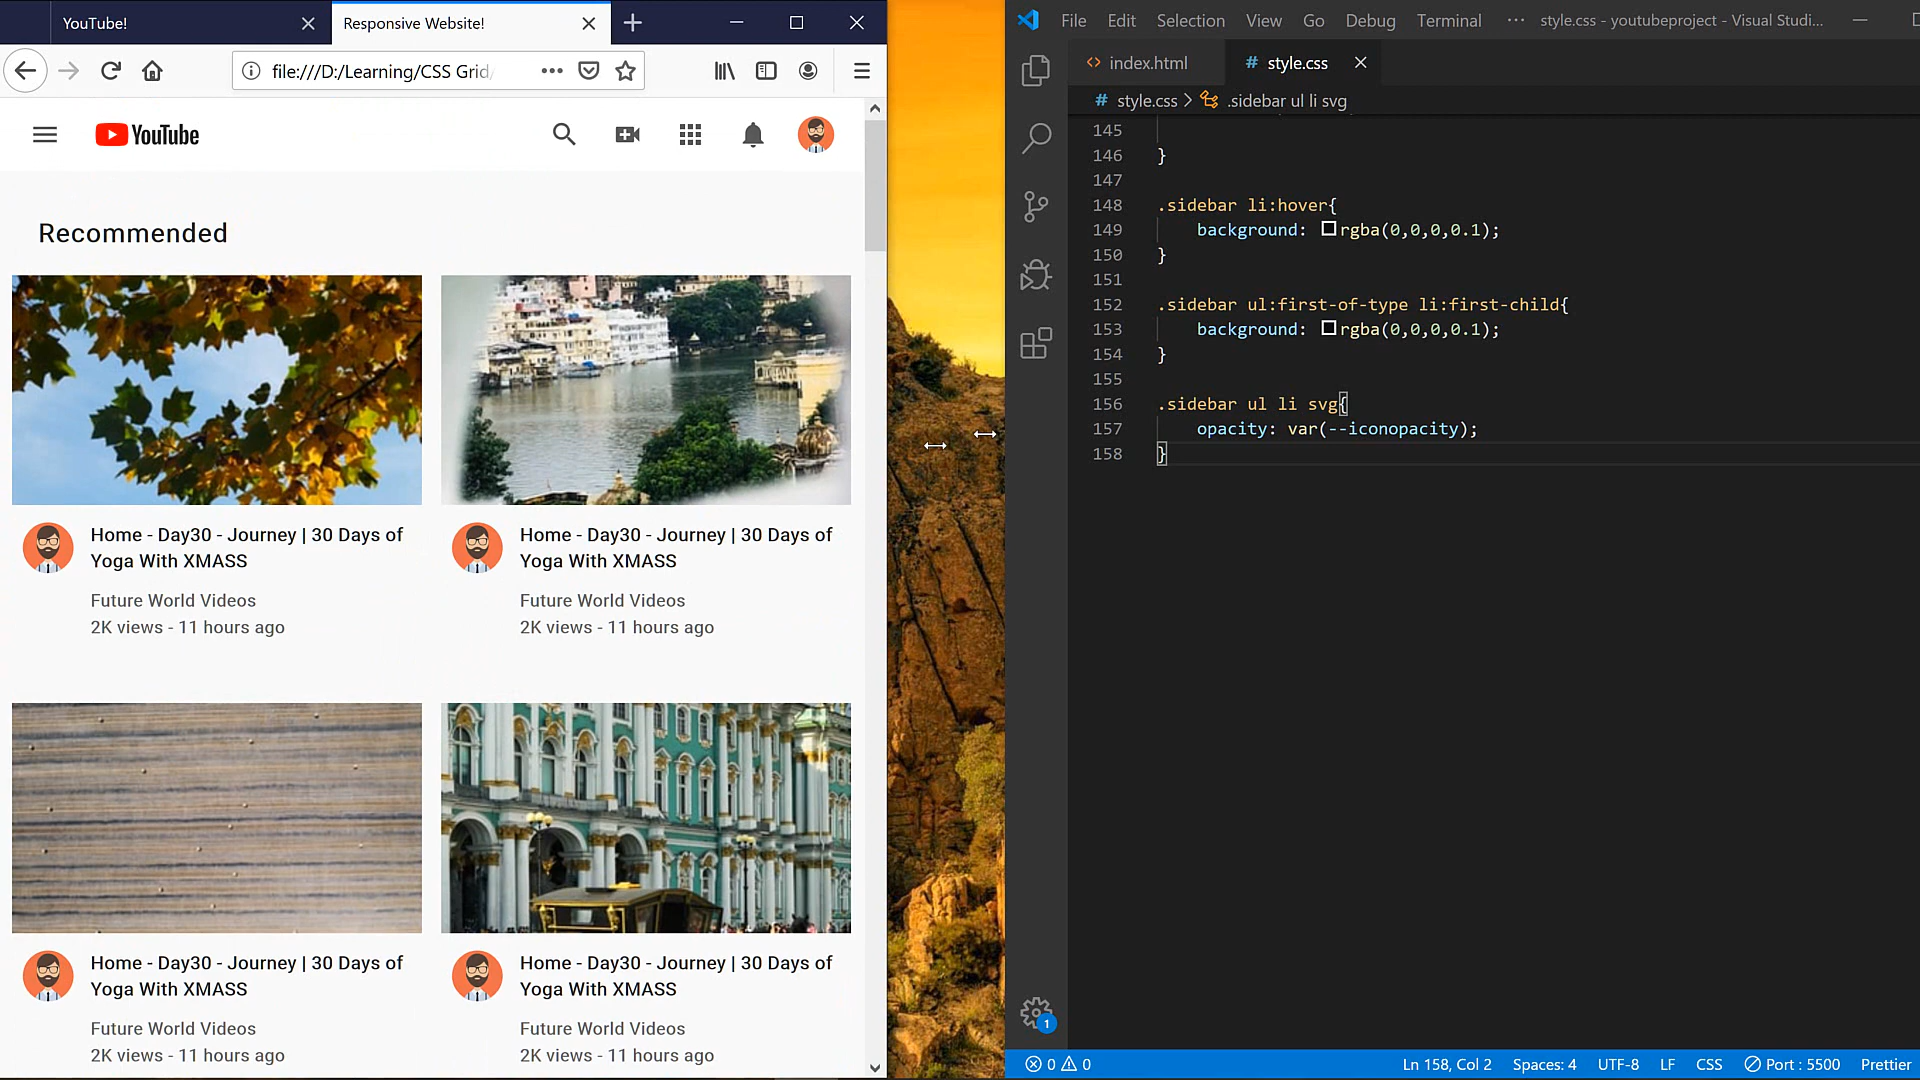 YouTube!
Responsive Website!
file:///D:/Learning/CSS Grid/
YouTube
Recommended
Home - Day30 - Journey | 30 Days of
Yoga With XMASS
Future World Videos
2K views - 11 hours ago
Home - Day30 - Journey | 30 Days of
Yoga With XMASS
Future World Videos
2K views - 11 hours ago
Home - Day30 - Journey | 30 Days of
Yoga With XMASS
Future World Videos
2K views - 11 hours ago
Home - Day30 - Journey | 30 Days of
Yoga With XMASS
Future World Videos
2K views - 11 hours ago
File Edit Selection View Go Debug Terminal ··· style.css - youtubeproject - Visual Studi...
index.html
# style.css
# style.css > .sidebar ul li svg
145
146 }
147
148 .sidebar li:hover{
149 background: rgba(0,0,0,0.1);
150 }
151
152 .sidebar ul:first-of-type li:first-child{
153 background: rgba(0,0,0,0.1);
154 }
155
156 .sidebar ul li svg{
157 opacity: var(--iconopacity);
158 }
1
0 0
Ln 158, Col 2 Spaces: 4 UTF-8 LF CSS Port : 5500 Prettier